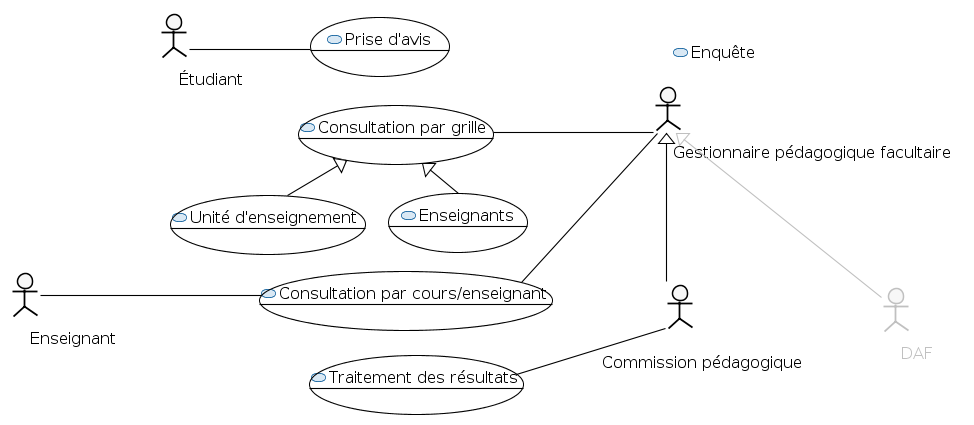 Prise d'avis
Étudiant
Enquête
Consultation par grille
Gestionnaire pédagogique facultaire
Unité d'enseignement
Enseignants
Consultation par cours/enseignant
Enseignant
DAF
Commission pédagogique
Traitement des résultats